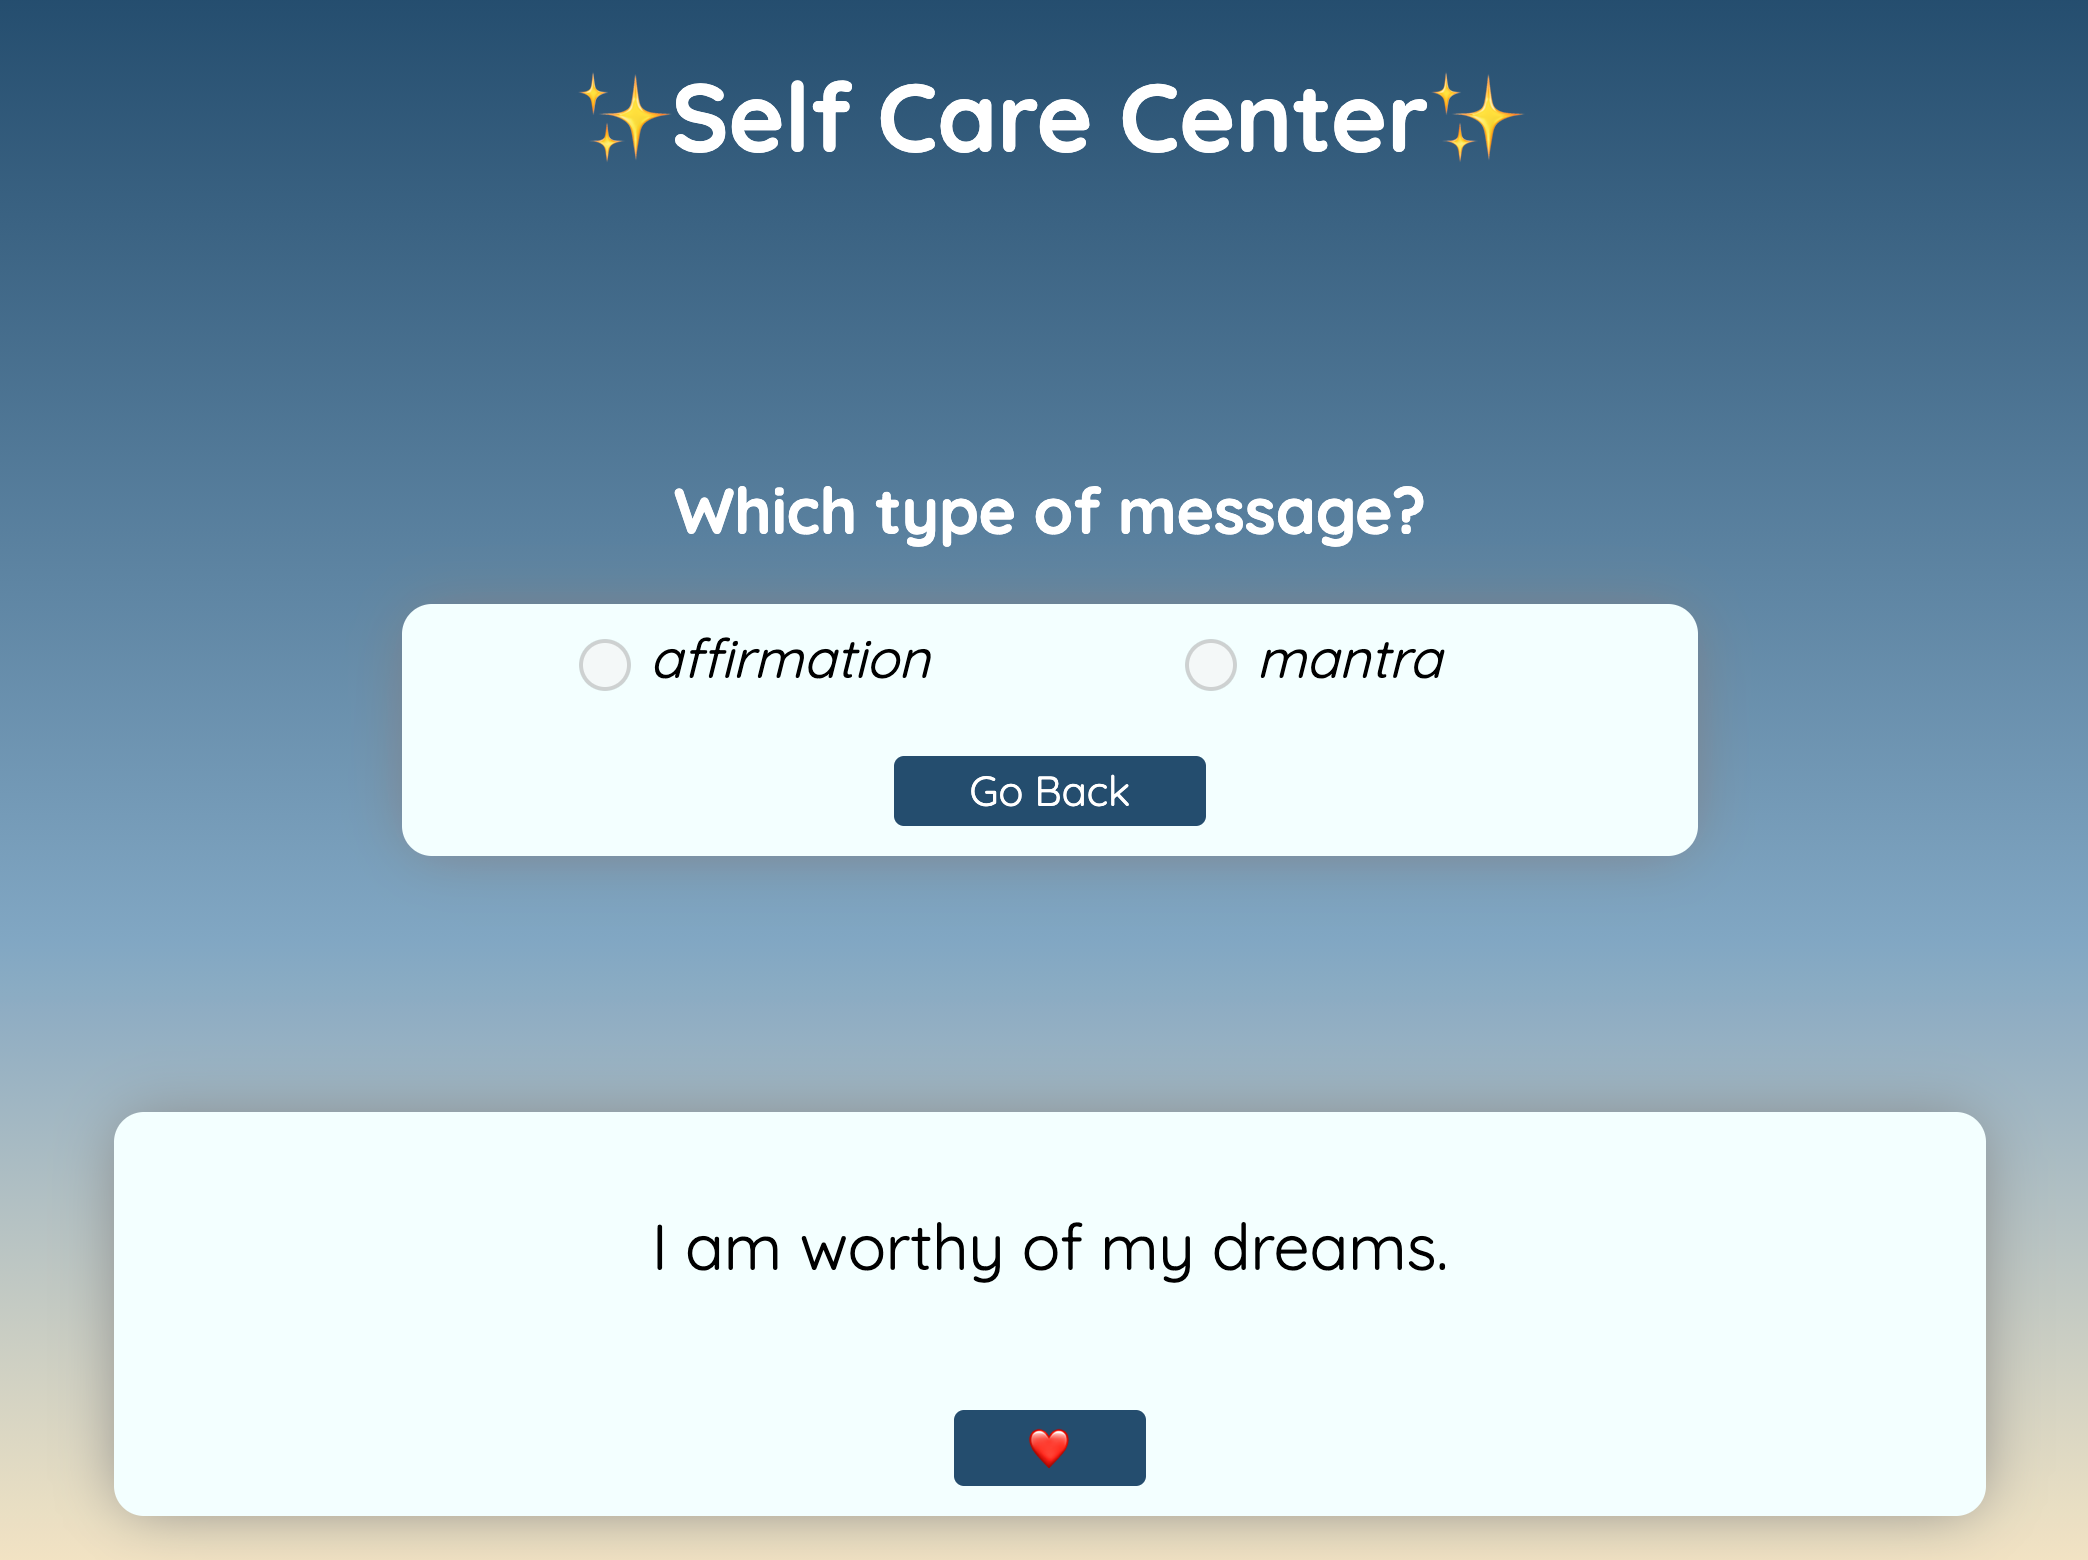 ✨Self Care Center✨
Which type of message?
affirmation
mantra
Go Back
I am worthy of my dreams.
❤️